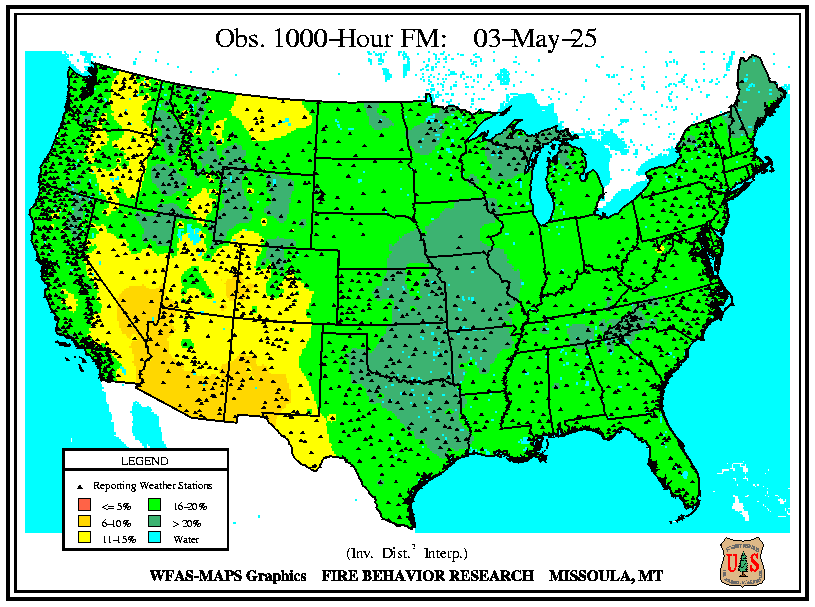 Obs. 1000-Hour FM: 03-May-25
LEGEND
Reporting Weather Stations
<= 5% 16-20%
6-10% > 20%
11-15% Water
(Inv. Dist.² Interp.)
WFAS-MAPS Graphics FIRE BEHAVIOR RESEARCH MISSOULA, MT
U S